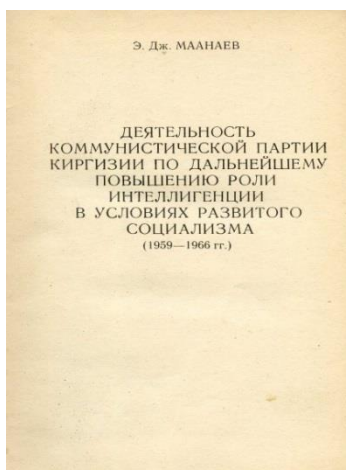 Э. Дж. МААНАЕВ
ДЕЯТЕЛЬНОСТЬ
КОММУНИСТИЧЕСКОЙ ПАРТИИ
КИРГИЗИИ ПО ДАЛЬНЕЙШЕМУ
ПОВЫШЕНИЮ РОЛИ
ИНТЕЛЛИГЕНЦИИ
В УСЛОВИЯХ РАЗВИТОГО
СОЦИАЛИЗМА
(1959—1966 гг.)